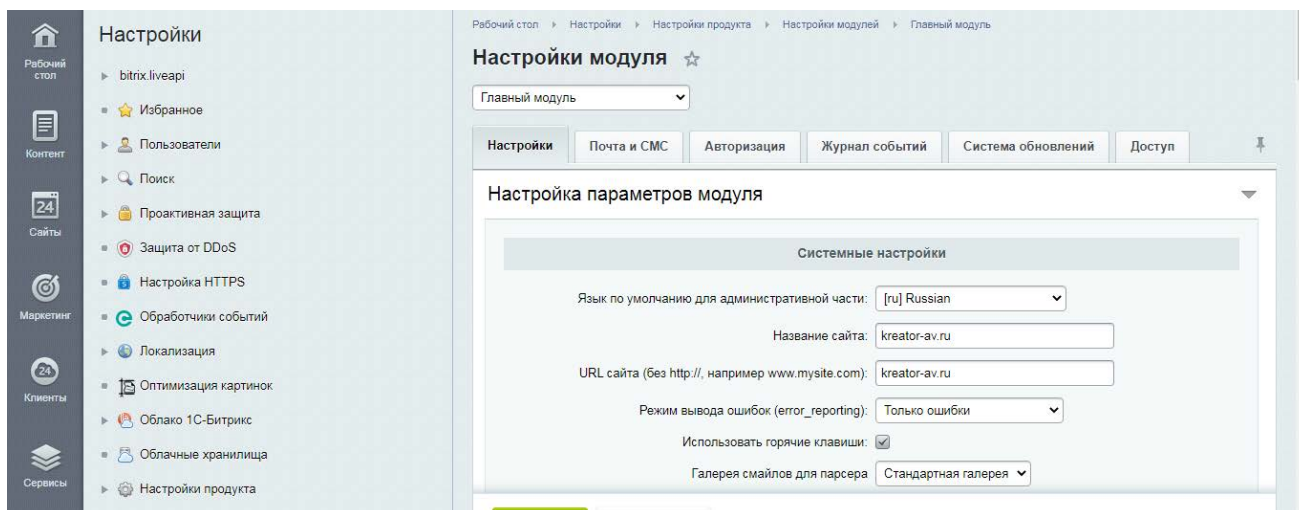 Рабочий
стол
Контент
24
Сайты
Маркетинг
24
Клиенты
Сервисы
Настройки
bitrix.liveapi
Избранное
Пользователи
Поиск
Проактивная защита
Защита от DDoS
Настройка HTTPS
Обработчики событий
Локализация
Оптимизация картинок
Облако 1С-Битрикс
Облачные хранилища
Настройки продукта
Рабочий стол Настройки Настройки продукта Настройки модулей Главный модуль
Настройки модуля
Главный модуль
Настройки Почта и СМС Авторизация Журнал событий Система обновлений Доступ
Настройка параметров модуля
Системные настройки
Язык по умолчанию для административной части: [ru] Russian
Название сайта: kreator-av.ru
URL сайта (без http://, например www.mysite.com): kreator-av.ru
Режим вывода ошибок (error_reporting): Только ошибки
Использовать горячие клавиши:
Галерея смайлов для парсера Стандартная галерея